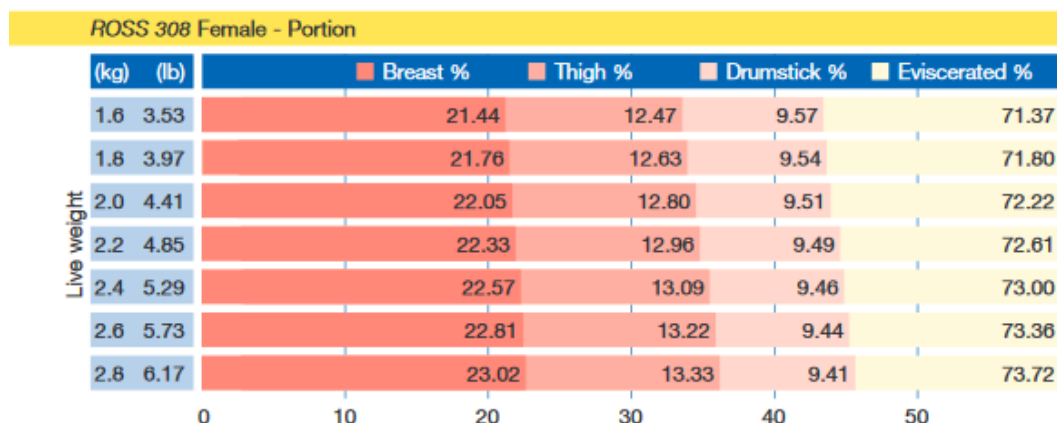 ROSS 308 Female - Portion
(kg) (lb) Breast % Thigh % Drumstick % Eviscerated %
Live weight
1.6 3.53 21.44 12.47 9.57 71.37
1.8 3.97 21.76 12.63 9.54 71.80
2.0 4.41 22.05 12.80 9.51 72.22
2.2 4.85 22.33 12.96 9.49 72.61
2.4 5.29 22.57 13.09 9.46 73.00
2.6 5.73 22.81 13.22 9.44 73.36
2.8 6.17 23.02 13.33 9.41 73.72
0 10 20 30 40 50